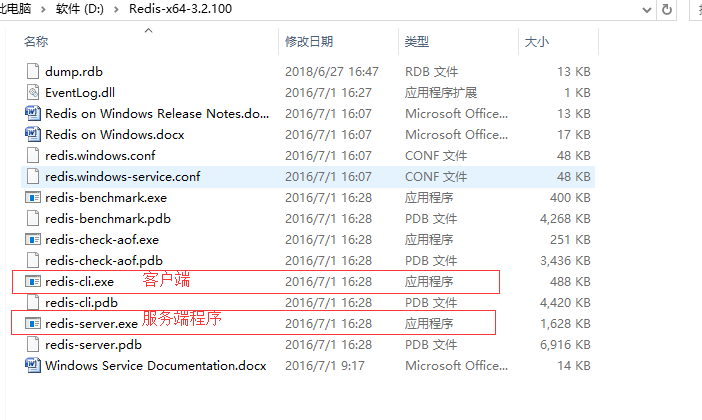 此电脑 › 软件 (D:) › Redis-x64-3.2.100
名称 修改日期 类型 大小
dump.rdb 2018/6/27 16:47 RDB 文件 13 KB
EventLog.dll 2016/7/1 16:27 应用程序扩展 1 KB
Redis on Windows Release Notes.do... 2016/7/1 16:07 Microsoft Office... 13 KB
Redis on Windows.docx 2016/7/1 16:07 Microsoft Office... 17 KB
redis.windows.conf 2016/7/1 16:07 CONF 文件 48 KB
redis.windows-service.conf 2016/7/1 16:07 CONF 文件 48 KB
redis-benchmark.exe 2016/7/1 16:28 应用程序 400 KB
redis-benchmark.pdb 2016/7/1 16:28 PDB 文件 4,268 KB
redis-check-aof.exe 2016/7/1 16:28 应用程序 251 KB
redis-check-aof.pdb 2016/7/1 16:28 PDB 文件 3,436 KB
redis-cli.exe 客户端 2016/7/1 16:28 应用程序 488 KB
redis-cli.pdb 2016/7/1 16:28 PDB 文件 4,420 KB
redis-server.exe 服务端程序 2016/7/1 16:28 应用程序 1,628 KB
redis-server.pdb 2016/7/1 16:28 PDB 文件 6,916 KB
Windows Service Documentation.docx 2016/7/1 9:17 Microsoft Office... 14 KB